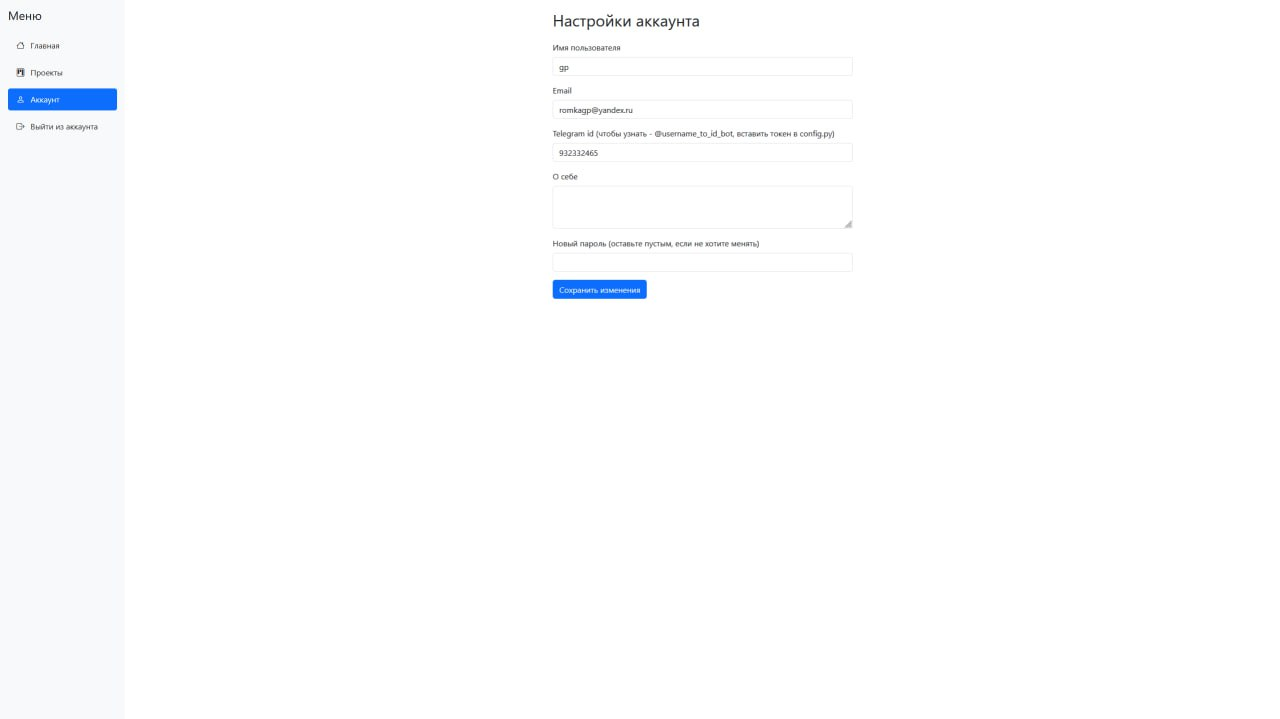 Меню
Главная
Проекты
Аккаунт
Выйти из аккаунта
Настройки аккаунта
Имя пользователя
gp
Email
romkagp@yandex.ru
Telegram id (чтобы узнать - @username_to_id_bot, вставить токен в config.py)
932332465
О себе
Новый пароль (оставьте пустым, если не хотите менять)
Сохранить изменения